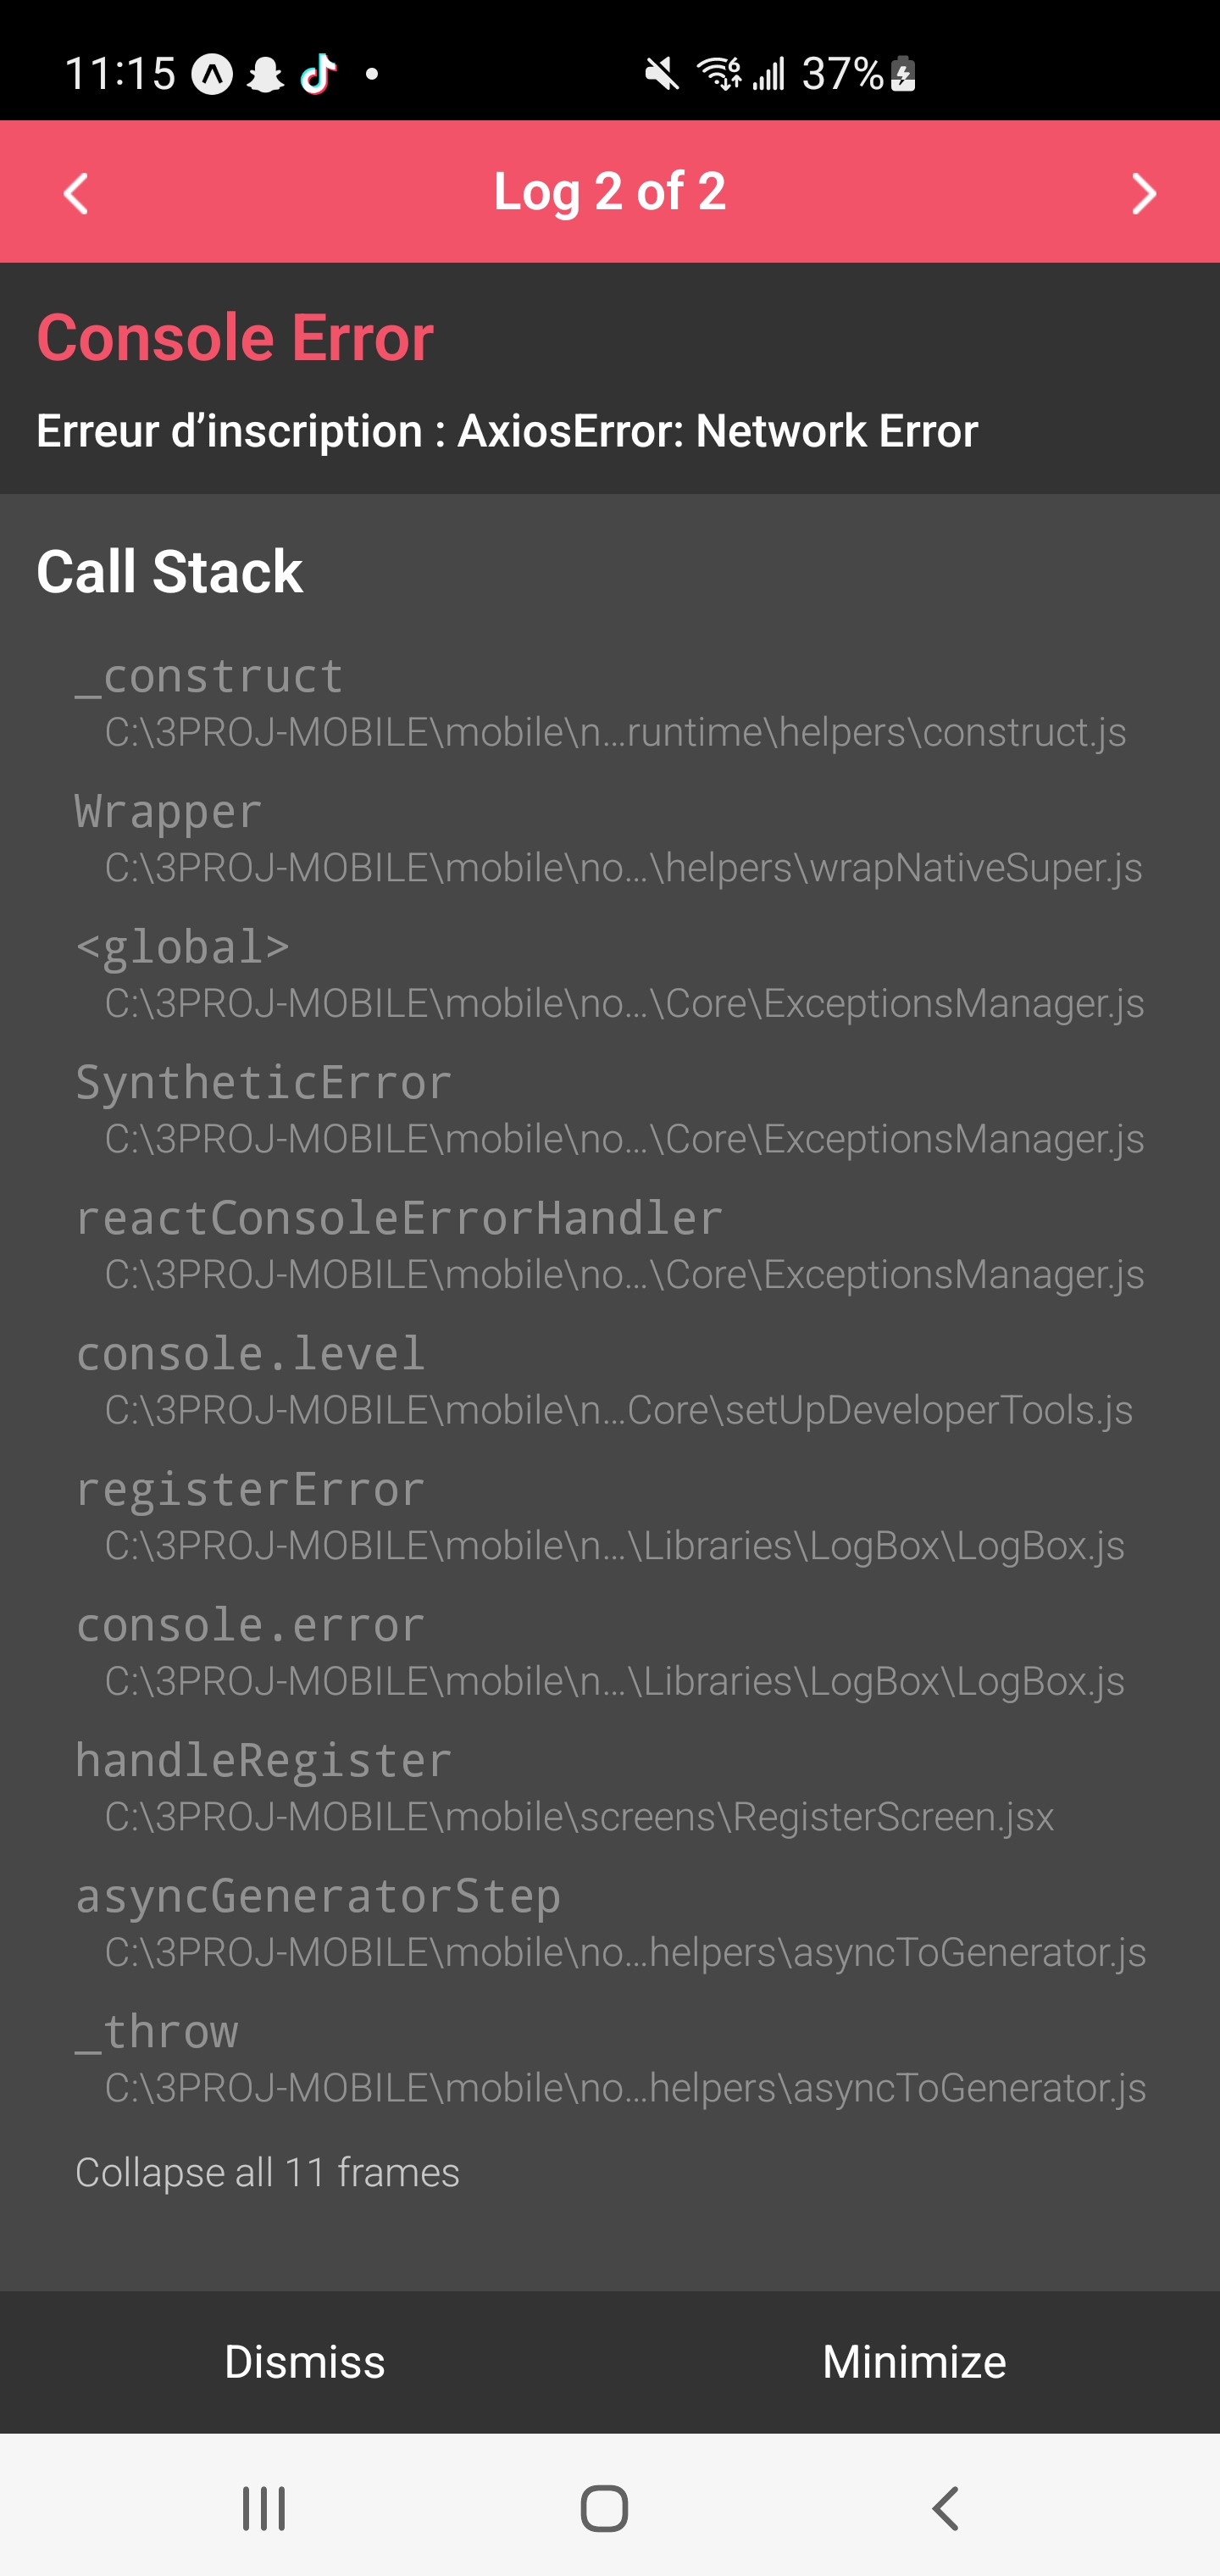 11:15
37%
Log 2 of 2
Console Error
Erreur d’inscription : AxiosError: Network Error
Call Stack
_construct
C:\3PROJ-MOBILE\mobile\n...runtime\helpers\construct.js
Wrapper
C:\3PROJ-MOBILE\mobile\no...\helpers\wrapNativeSuper.js
<global>
C:\3PROJ-MOBILE\mobile\no...\Core\ExceptionsManager.js
SyntheticError
C:\3PROJ-MOBILE\mobile\no...\Core\ExceptionsManager.js
reactConsoleErrorHandler
C:\3PROJ-MOBILE\mobile\no...\Core\ExceptionsManager.js
console.level
C:\3PROJ-MOBILE\mobile\n...Core\setUpDeveloperTools.js
registerError
C:\3PROJ-MOBILE\mobile\n...\Libraries\LogBox\LogBox.js
console.error
C:\3PROJ-MOBILE\mobile\n...\Libraries\LogBox\LogBox.js
handleRegister
C:\3PROJ-MOBILE\mobile\screens\RegisterScreen.jsx
asyncGeneratorStep
C:\3PROJ-MOBILE\mobile\no...helpers\asyncToGenerator.js
_throw
C:\3PROJ-MOBILE\mobile\no...helpers\asyncToGenerator.js
Collapse all 11 frames
Dismiss
Minimize